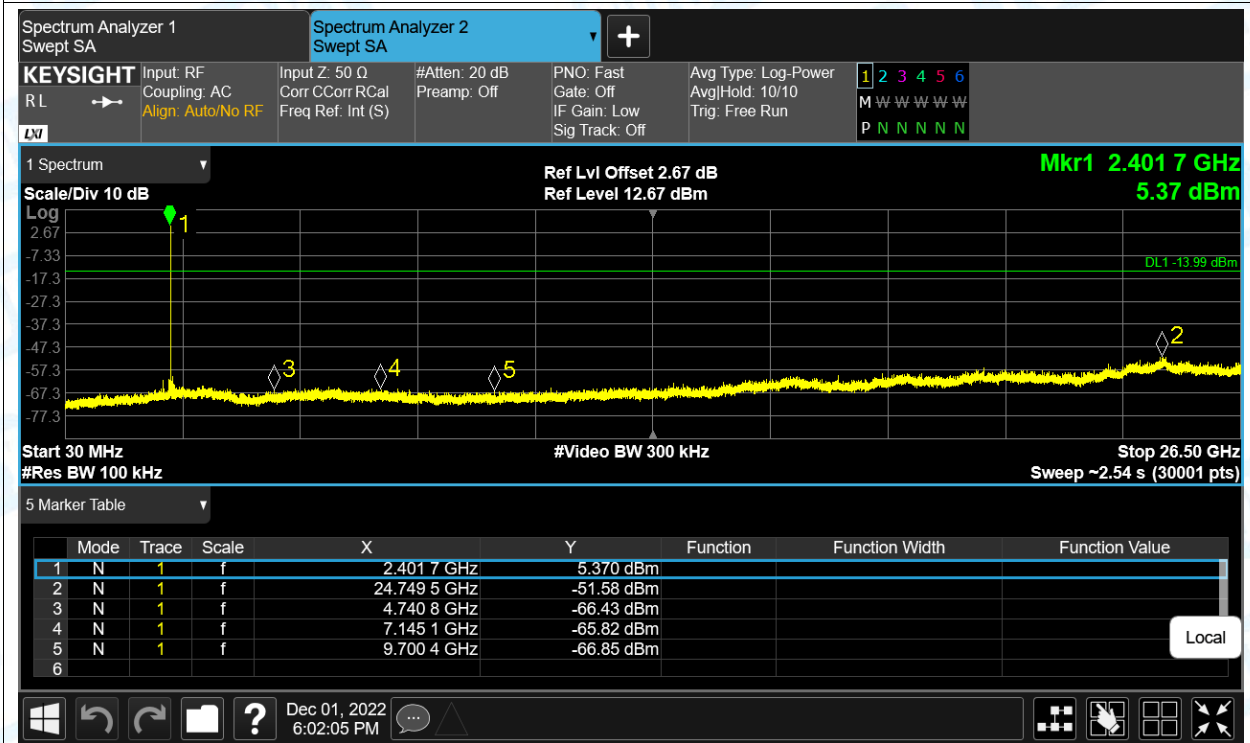 Spectrum Analyzer 1
Swept SA
Spectrum Analyzer 2
Swept SA
KEYSIGHT
R L
LXI
Input: RF
Coupling: AC
Align: Auto/No RF
Input Z: 50 Ω
Corr CCorr RCal
Freq Ref: Int (S)
#Atten: 20 dB
Preamp: Off
PNO: Fast
Gate: Off
IF Gain: Low
Sig Track: Off
Avg Type: Log-Power
Avg|Hold: 10/10
Trig: Free Run
1 2 3 4 5 6
M W W W W W
P N N N N N
1 Spectrum
Scale/Div 10 dB
Ref Lvl Offset 2.67 dB
Ref Level 12.67 dBm
Mkr1 2.401 7 GHz
5.37 dBm
Log
2.67
-7.33
-17.3
-27.3
-37.3
-47.3
-57.3
-67.3
-77.3
1
DL1 -13.99 dBm
2
3
4
5
Start 30 MHz
#Video BW 300 kHz
Stop 26.50 GHz
#Res BW 100 kHz
Sweep ~2.54 s (30001 pts)
5 Marker Table
Mode Trace Scale X Y Function Function Width Function Value
1 N 1 f 2.401 7 GHz 5.370 dBm
2 N 1 f 24.749 5 GHz -51.58 dBm
3 N 1 f 4.740 8 GHz -66.43 dBm
4 N 1 f 7.145 1 GHz -65.82 dBm
5 N 1 f 9.700 4 GHz -66.85 dBm
6
Local
?
Dec 01, 2022
6:02:05 PM